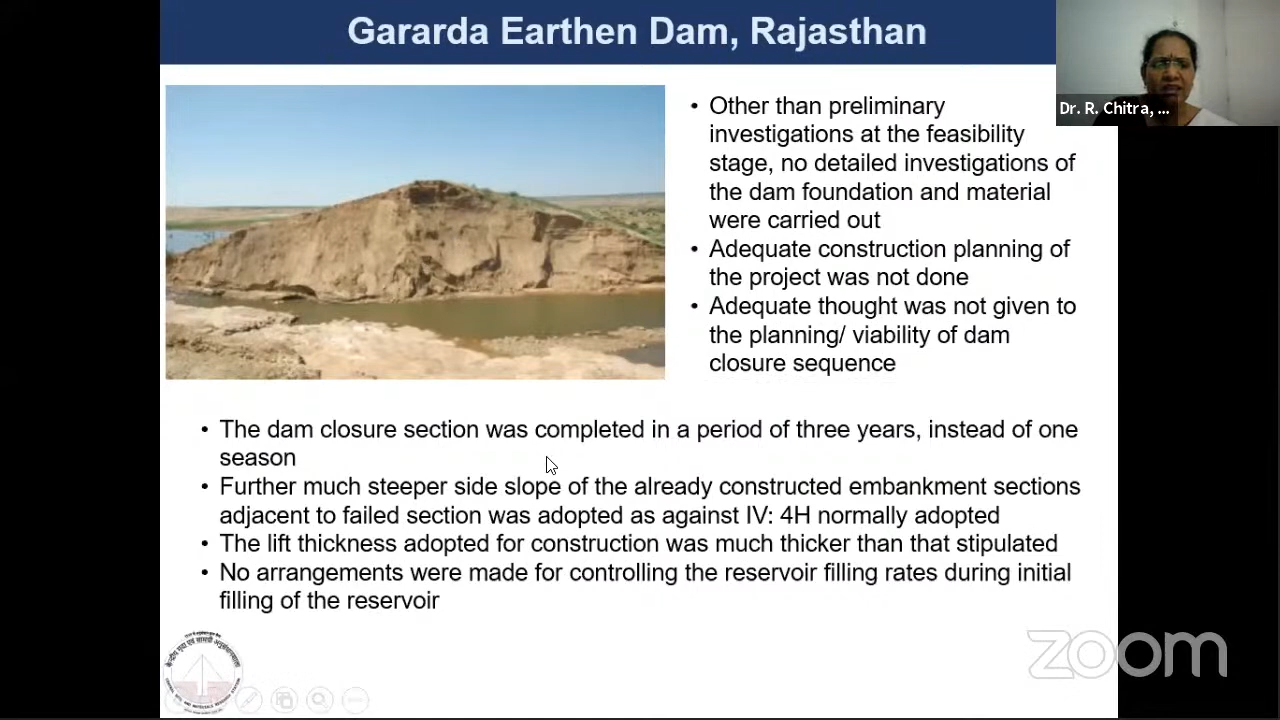 Gararda Earthen Dam, Rajasthan
Dr. R. Chitra, ...
• Other than preliminary
investigations at the feasibility
stage, no detailed investigations of
the dam foundation and material
were carried out
• Adequate construction planning of
the project was not done
• Adequate thought was not given to
the planning/ viability of dam
closure sequence
• The dam closure section was completed in a period of three years, instead of one
season
• Further much steeper side slope of the already constructed embankment sections
adjacent to failed section was adopted as against IV: 4H normally adopted
• The lift thickness adopted for construction was much thicker than that stipulated
• No arrangements were made for controlling the reservoir filling rates during initial
filling of the reservoir
zoom